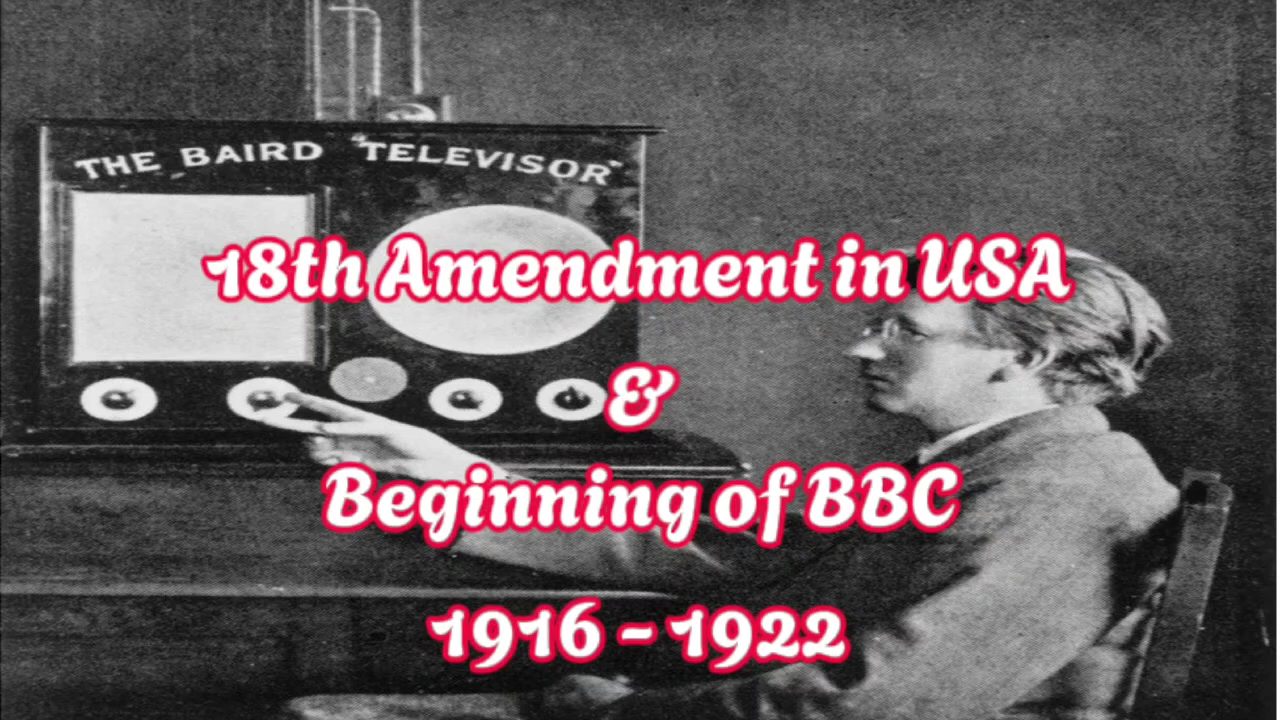 THE BAIRD "TELEVISOR"
18th Amendment in USA
&
Beginning of BBC
1916 - 1922